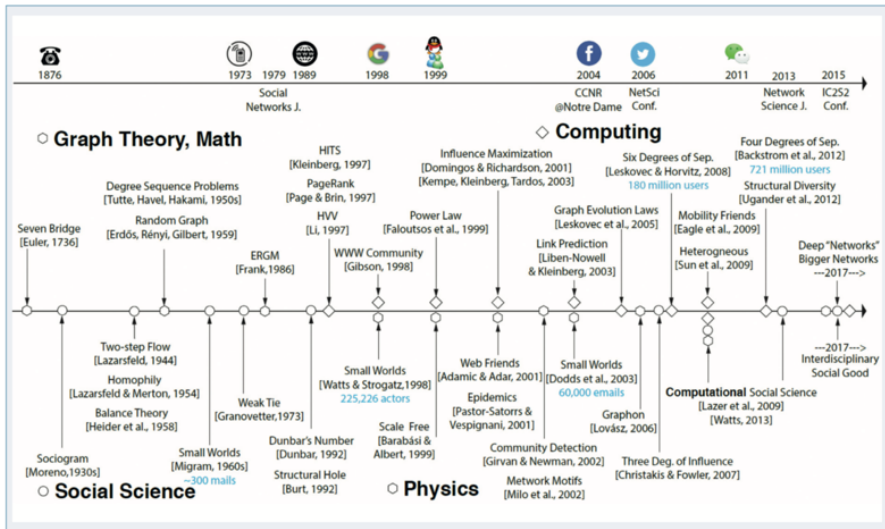 1876
1973
1979
1989
1998
1999
2004
2006
2011
2013
2015
Social
Networks J.
CCNR
@Notre Dame
NetSci
Conf.
Network
Science J.
IC2S2
Conf.
Graph Theory, Math
Computing
Seven Bridge
[Euler, 1736]
Degree Sequence Problems
[Tutte, Havel, Hakami, 1950s]
Random Graph
[Erdős, Rényi, Gilbert, 1959]
ERGM
[Frank,1986]
HITS
[Kleinberg, 1997]
PageRank
[Page & Brin, 1997]
HVV
[Li, 1997]
WWW Community
[Gibson, 1998]
Power Law
[Faloutsos et al., 1999]
Influence Maximization
[Domingos & Richardson, 2001]
[Kempe, Kleinberg, Tardos, 2003]
Graph Evolution Laws
[Leskovec et al., 2005]
Link Prediction
[Liben-Nowell
& Kleinberg, 2003]
Six Degrees of Sep.
[Leskovec & Horvitz, 2008]
180 million users
Mobility Friends
[Eagle et al., 2009]
Heterogneous
[Sun et al., 2009]
Four Degrees of Sep.
[Backstrom et al., 2012]
721 million users
Structural Diversity
[Ugander et al., 2012]
Deep "Networks"
Bigger Networks
---2017--->
Two-step Flow
[Lazarsfeld, 1944]
Homophily
[Lazarsfeld & Merton, 1954]
Balance Theory
[Heider et al., 1958]
Sociogram
[Moreno,1930s]
Small Worlds
[Migram, 1960s]
~300 mails
Weak Tie
[Granovetter,1973]
Dunbar's Number
[Dunbar, 1992]
Structural Hole
[Burt, 1992]
Small Worlds
[Watts & Strogatz,1998]
225,226 actors
Scale Free
[Barabási &
Albert, 1999]
Web Friends
[Adamic & Adar, 2001]
Epidemics
[Pastor-Satorrs &
Vespignani, 2001]
Community Detection
[Girvan & Newman, 2002]
Metwork Motifs
[Milo et al., 2002]
Small Worlds
[Dodds et al., 2003]
60,000 emails
Graphon
[Lovász, 2006]
Three Deg. of Influence
[Christakis & Fowler, 2007]
Computational Social Science
[Lazer et al., 2009]
[Watts, 2013]
---2017--->
Interdisciplinary
Social Good
Social Science
Physics